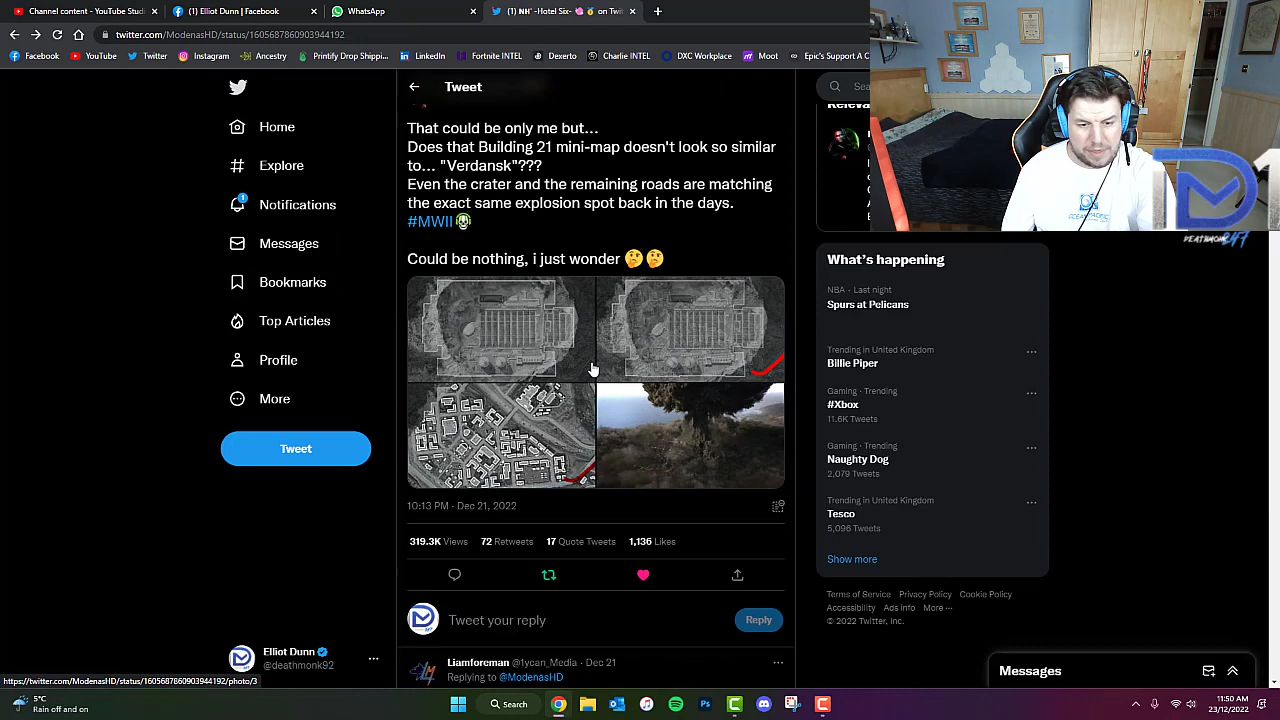 Channel content - YouTube
Elliot Dunn | Facebook
WhatsApp
twitter.com/ModenasHD/status/1605687860903944192
Facebook
YouTube
Twitter
Instagram
Printify Drop Shippi...
LinkedIn
Fortnite INTEL
Dexerto
Charlie INTEL
DXC Workplace
Moot
Epic's Support A C
Tweet
Home
Explore
1
Notifications
Messages
Bookmarks
Top Articles
Profile
More
Tweet
Elliot Dunn
@deathmonk92
That could be only me but...
Does that Building 21 mini-map doesn't look so similar
to... "Verdansk"???
Even the crater and the remaining roads are matching
the exact same explosion spot back in the days.
#MWII
Could be nothing, i just wonder 🤔🤔
10:13 PM · Dec 21, 2022
319.3K Views 72 Retweets 17 Quote Tweets 1,136 Likes
Tweet your reply
Reply
Liamforeman @1ycan_Media · Dec 21
Replying to @ModenasHD
What's happening
NBA · Last night
Spurs at Pelicans
Trending in United Kingdom
Billie Piper
Gaming · Trending
#Xbox
11.6K Tweets
Gaming · Trending
Naughty Dog
2,079 Tweets
Trending in United Kingdom
Tesco
5,096 Tweets
Show more
Terms of Service Privacy Policy Cookie Policy
Accessibility Ads info More ...
© 2022 Twitter, Inc.
Messages
https://twitter.com/ModenasHD/status/1605687860903944192/photo/3
5°C
Rain off and on
Search
11:50 AM
23/12/2022